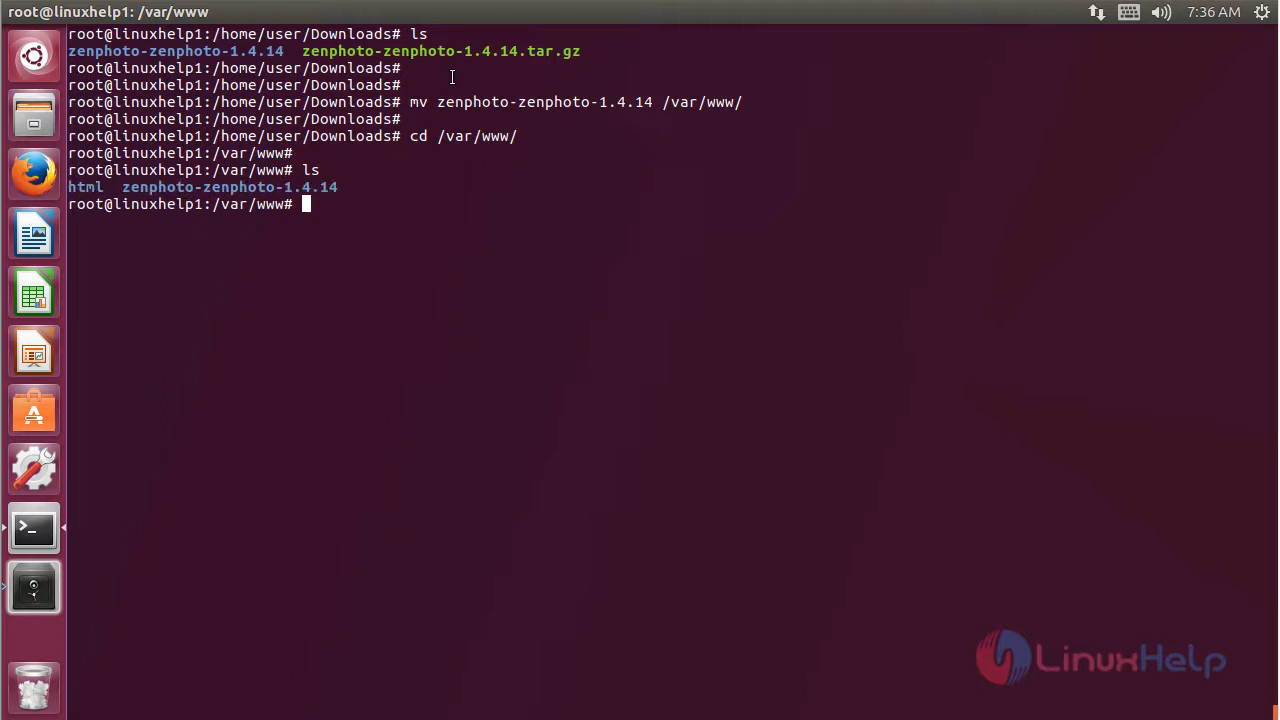 root@linuxhelp1: /var/www
7:36 AM
root@linuxhelp1:/home/user/Downloads# ls
zenphoto-zenphoto-1.4.14  zenphoto-zenphoto-1.4.14.tar.gz
root@linuxhelp1:/home/user/Downloads#
root@linuxhelp1:/home/user/Downloads#
root@linuxhelp1:/home/user/Downloads# mv zenphoto-zenphoto-1.4.14 /var/www/
root@linuxhelp1:/home/user/Downloads#
root@linuxhelp1:/home/user/Downloads# cd /var/www/
root@linuxhelp1:/var/www#
root@linuxhelp1:/var/www# ls
html  zenphoto-zenphoto-1.4.14
root@linuxhelp1:/var/www#
LinuxHelp